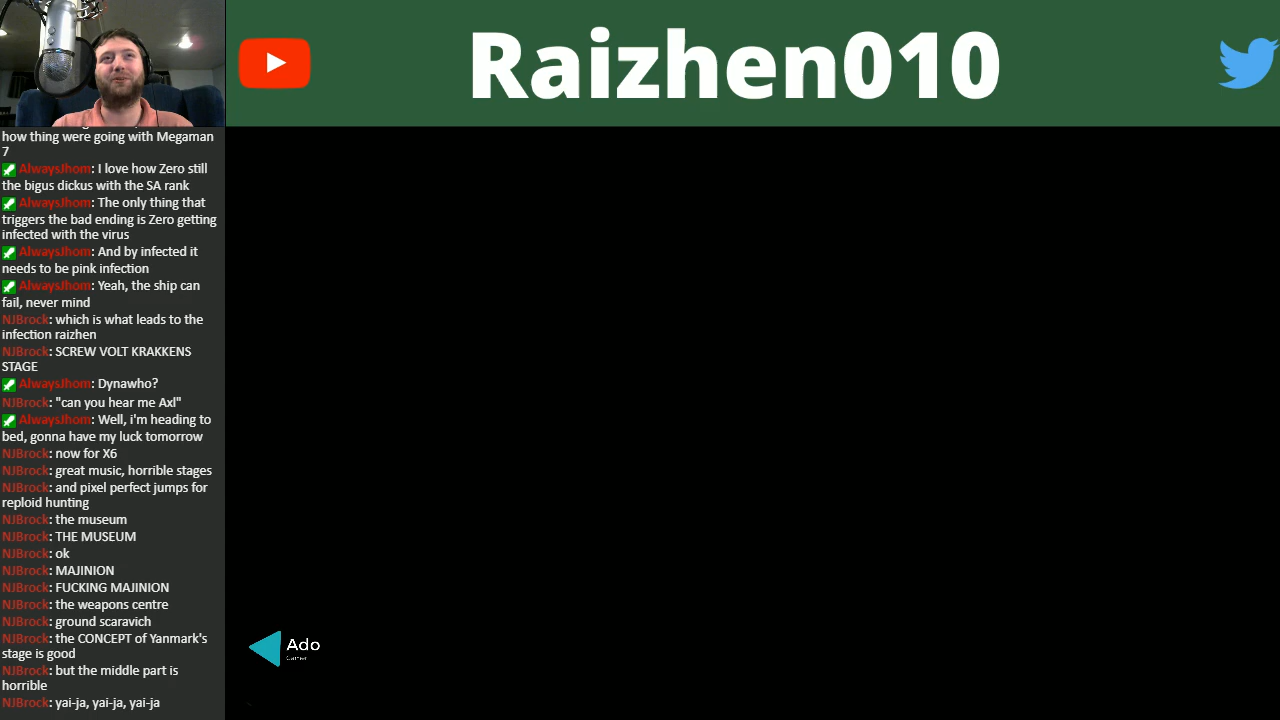 Raizhen010
how thing were going with Megaman
7
AlwaysJhom: I love how Zero still
the bigus dickus with the SA rank
AlwaysJhom: The only thing that
triggers the bad ending is Zero getting
infected with the virus
AlwaysJhom: And by infected it
needs to be pink infection
AlwaysJhom: Yeah, the ship can
fail, never mind
NJBrock: which is what leads to the
infection raizhen
NJBrock: SCREW VOLT KRAKKENS
STAGE
AlwaysJhom: Dynawho?
NJBrock: "can you hear me Axl"
AlwaysJhom: Well, i'm heading to
bed, gonna have my luck tomorrow
NJBrock: now for X6
NJBrock: great music, horrible stages
NJBrock: and pixel perfect jumps for
reploid hunting
NJBrock: the museum
NJBrock: THE MUSEUM
NJBrock: ok
NJBrock: MAJINION
NJBrock: FUCKING MAJINION
NJBrock: the weapons centre
NJBrock: ground scaravich
NJBrock: the CONCEPT of Yanmark's
stage is good
NJBrock: but the middle part is
horrible
NJBrock: yai-ja, yai-ja, yai-ja
Ado